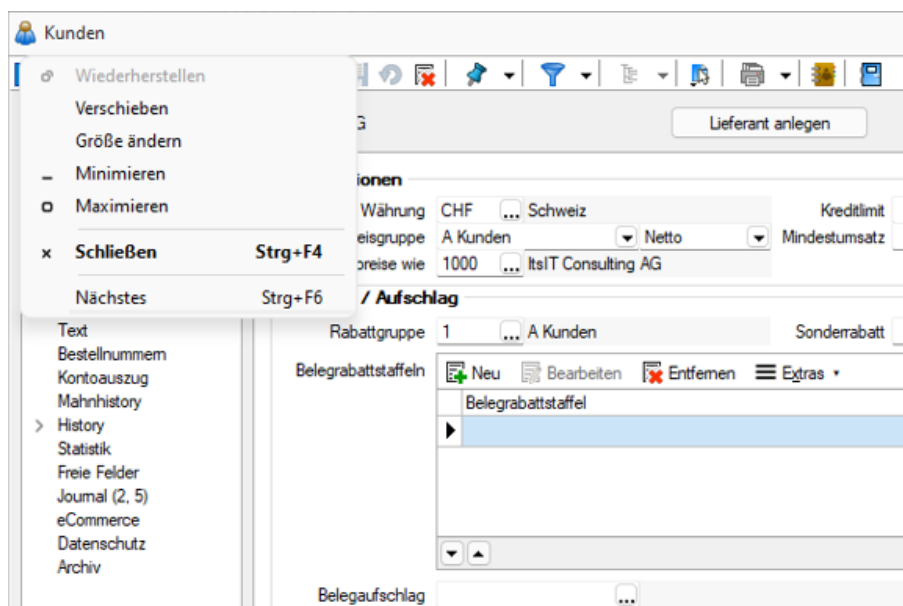 Kunden
Wiederherstellen
Verschieben
Größe ändern
Minimieren
Maximieren
Schließen Strg+F4
Nächstes Strg+F6
G Lieferant anlegen
ionen
Währung CHF ... Schweiz Kreditlimit
eisgruppe A Kunden Netto Mindestumsatz
preise wie 1000 ... ItsIT Consulting AG
/ Aufschlag
Rabattgruppe 1 ... A Kunden Sonderrabatt
Belegrabattstaffeln Neu Bearbeiten Entfernen Extras
Belegrabattstaffel
Belegaufschlag ...
Text
Bestellnummern
Kontoauszug
Mahnhistory
History
Statistik
Freie Felder
Journal (2, 5)
eCommerce
Datenschutz
Archiv